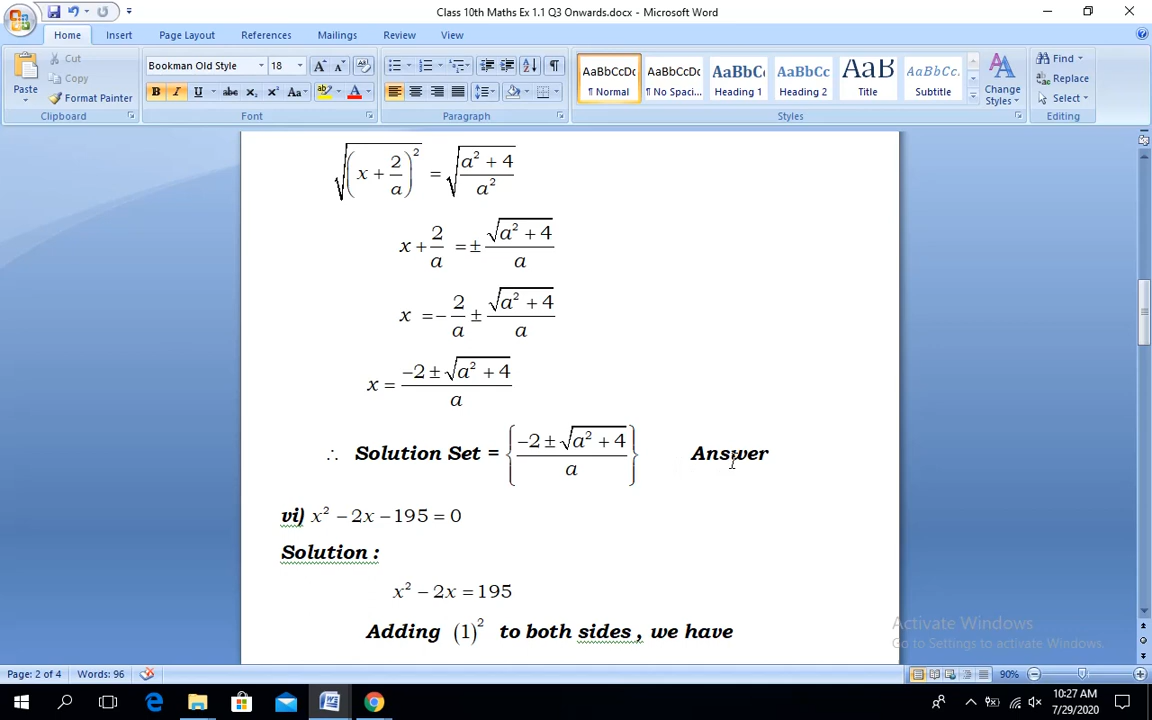 Class 10th Maths Ex 1.1 Q3 Onwards.docx - Microsoft Word
Home Insert Page Layout References Mailings Review View
Paste Cut Copy Format Painter
Bookman Old Style 18
B I U abc x₂ x² Aa A
AaBbCcDc AaBbCcDc AaBbC AaBbCc AaB AaBbCc.
¶ Normal ¶ No Spaci... Heading 1 Heading 2 Title Subtitle
Change Styles
Find Replace Select
Clipboard Font Paragraph Styles Editing
√((x + 2/a)²) = √((a² + 4)/a²)
x + 2/a = ± √(a² + 4)/a
x = − 2/a ± √(a² + 4)/a
x = (−2 ± √(a² + 4))/a
∴ Solution Set = {(−2 ± √(a² + 4))/a} Answer
vi) x² − 2x − 195 = 0
Solution :
x² − 2x = 195
Adding (1)² to both sides , we have
Activate Windows
Go to Settings to activate Windows.
Page: 2 of 4 Words: 96 90%
10:27 AM
7/29/2020